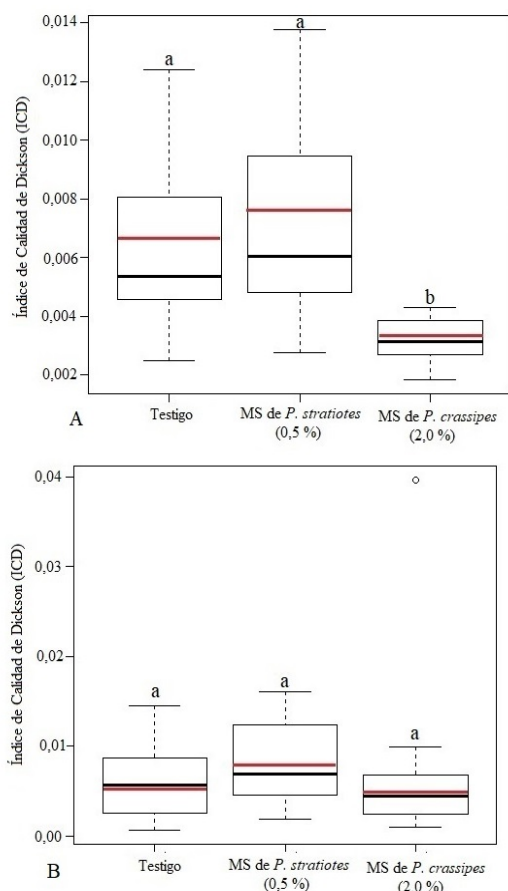 0,014
0,012
0,010
0,008
0,006
0,004
0,002
Índice de Calidad de Dickson (ICD)
a
a
b
A
Testigo
MS de P. stratiotes
(0,5 %)
MS de P. crassipes
(2,0 %)
0,04
0,03
0,02
0,01
0,00
Índice de Calidad de Dickson (ICD)
a
a
a
B
Testigo
MS de P. stratiotes
(0,5 %)
MS de P. crassipes
(2,0 %)